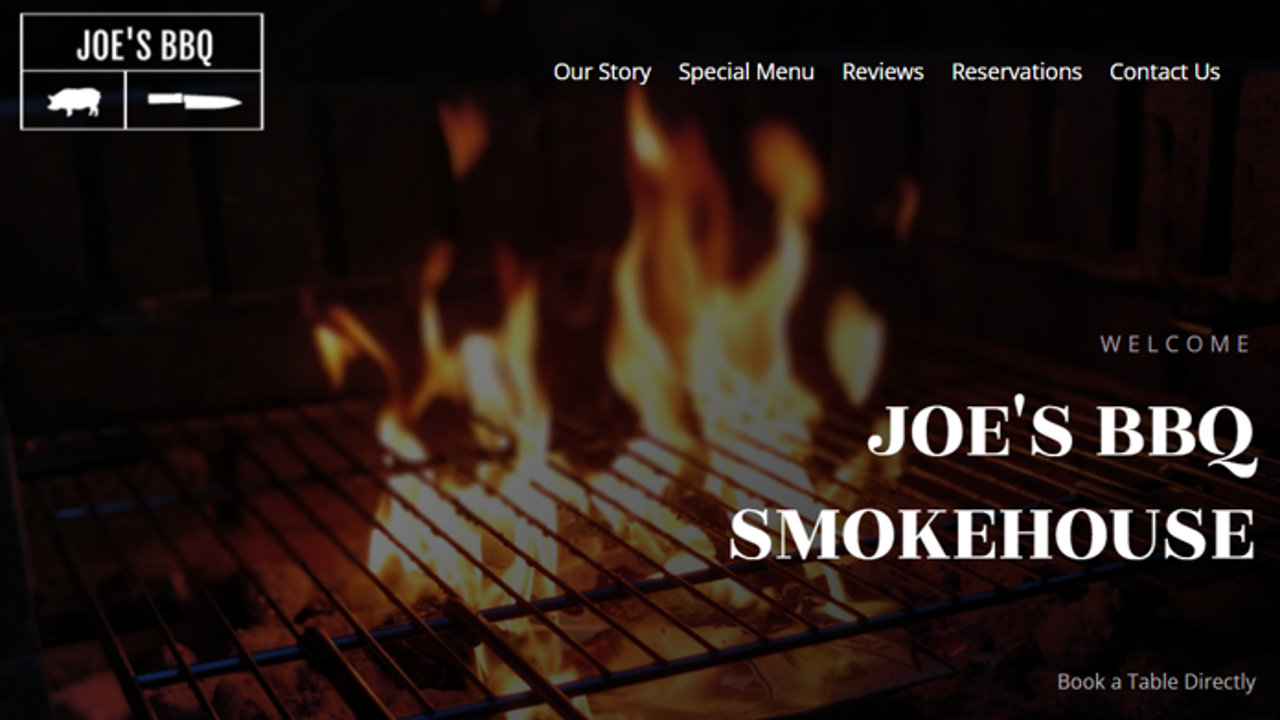 JOE'S BBQ
Our Story Special Menu Reviews Reservations Contact Us
WELCOME
JOE'S BBQ
SMOKEHOUSE
Book a Table Directly